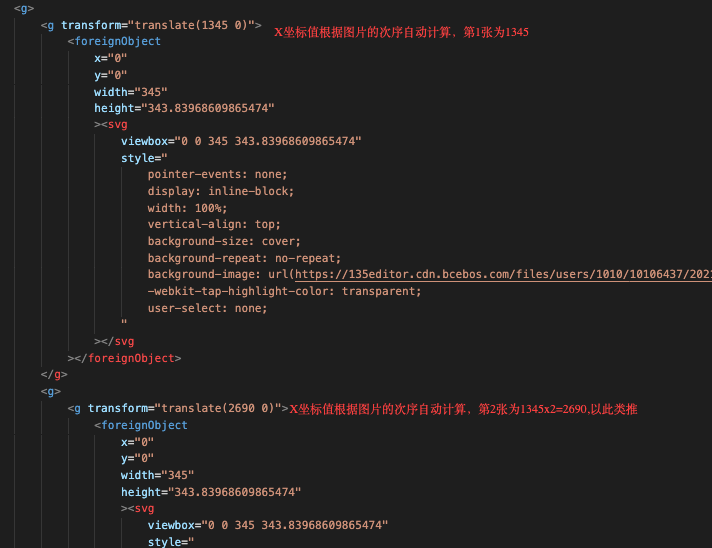 <g>
<g transform="translate(1345 0)"> X坐标值根据图片的次序自动计算，第1张为1345
<foreignObject
x="0"
y="0"
width="345"
height="343.83968609865474"
><svg
viewbox="0 0 345 343.83968609865474"
style="
pointer-events: none;
display: inline-block;
width: 100%;
vertical-align: top;
background-size: cover;
background-repeat: no-repeat;
background-image: url(https://135editor.cdn.bcebos.com/files/users/1010/10106437/202
-webkit-tap-highlight-color: transparent;
user-select: none;
"
></svg
></foreignObject>
</g>
<g>
<g transform="translate(2690 0)">X坐标值根据图片的次序自动计算，第2张为1345x2=2690,以此类推
<foreignObject
x="0"
y="0"
width="345"
height="343.83968609865474"
><svg
viewbox="0 0 345 343.83968609865474"
style="